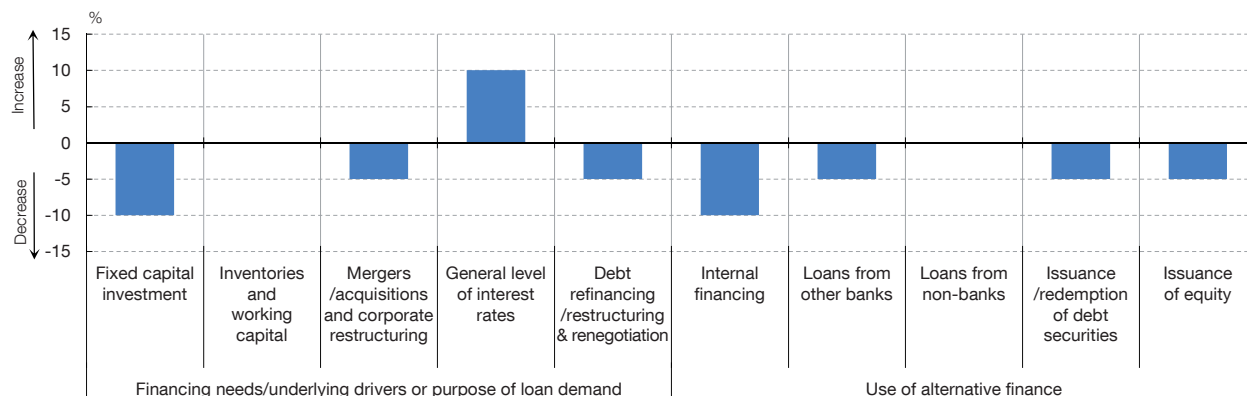 %
15
10
5
0
-5
-10
-15
Increase
Decrease
Fixed capital
investment
Inventories
and
working
capital
Mergers
/acquisitions
and corporate
restructuring
General level
of interest
rates
Debt
refinancing
/restructuring
& renegotiation
Internal
financing
Loans from
other banks
Loans from
non-banks
Issuance
/redemption
of debt
securities
Issuance
of equity
Financing needs/underlying drivers or purpose of loan demand
Use of alternative finance